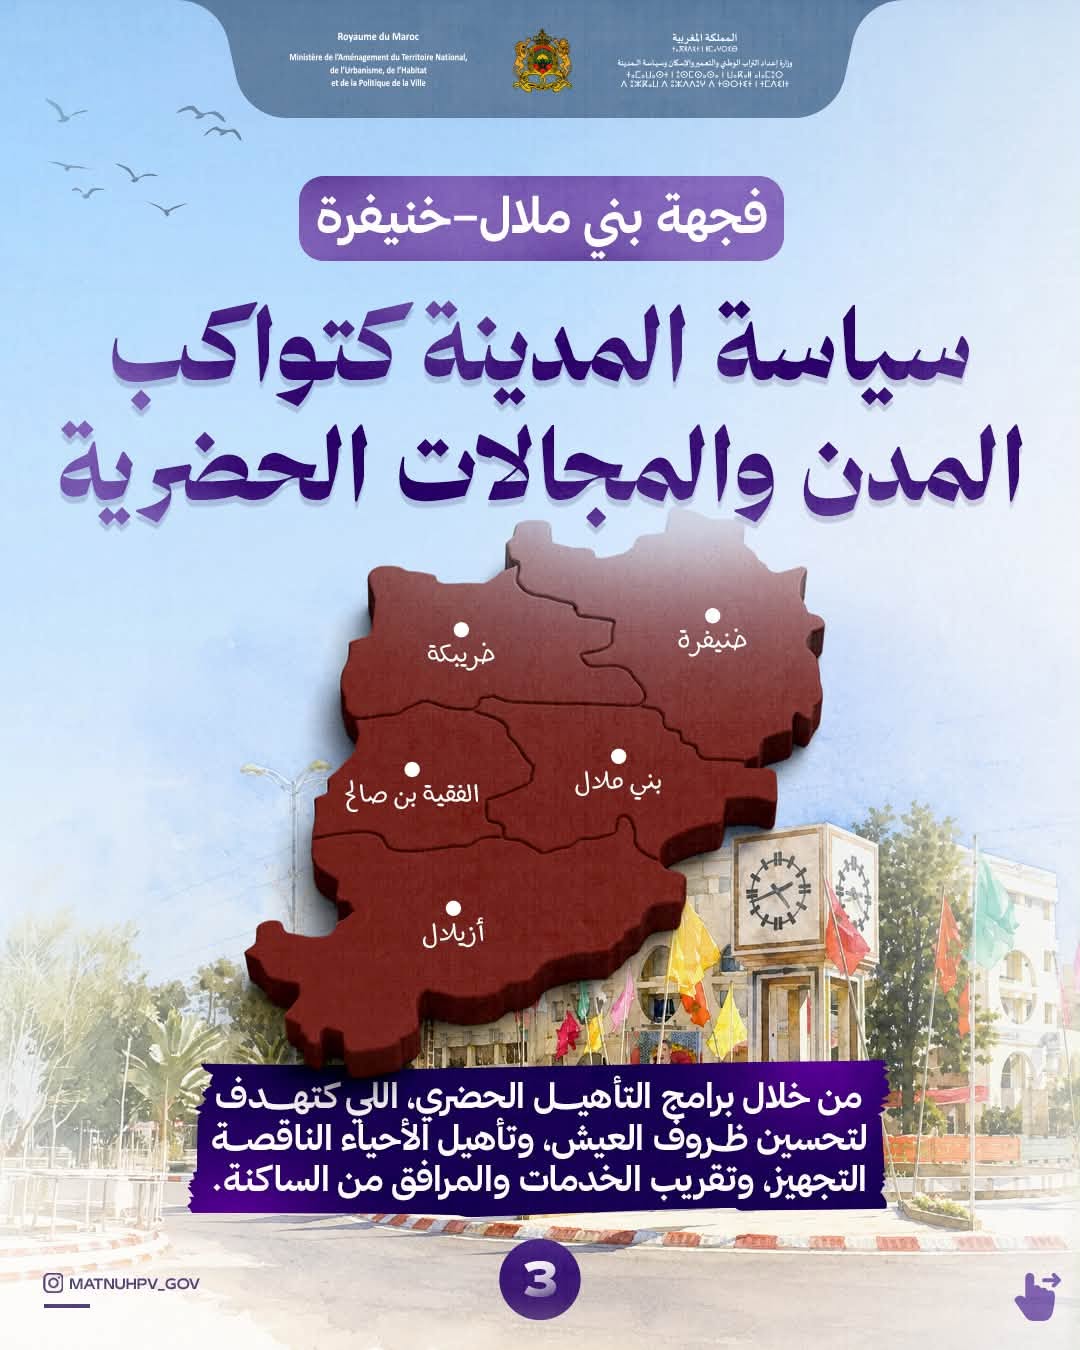 Royaume du Maroc
Ministère de l'Aménagement du Territoire National,
de l'Urbanisme, de l'Habitat
et de la Politique de la Ville
المملكة المغربية
ⵜⴰⴳⵍⴷⵉⵜ ⵏ ⵍⵎⵖⵔⵉⴱ
وزارة إعداد التراب الوطني والتعمير والإسكان وسياسة المدينة
فجهة بني ملال-خنيفرة
سياسة المدينة كتواكب
المدن والمجالات الحضرية
خنيفرة
خريبكة
بني ملال
الفقيه بن صالح
أزيلال
من خلال برامج التأهيل الحضري، اللي كتهدف
لتحسين ظروف العيش، وتأهيل الأحياء الناقصة
التجهيز، وتقريب الخدمات والمرافق من الساكنة.
3
MATNUHPV_GOV